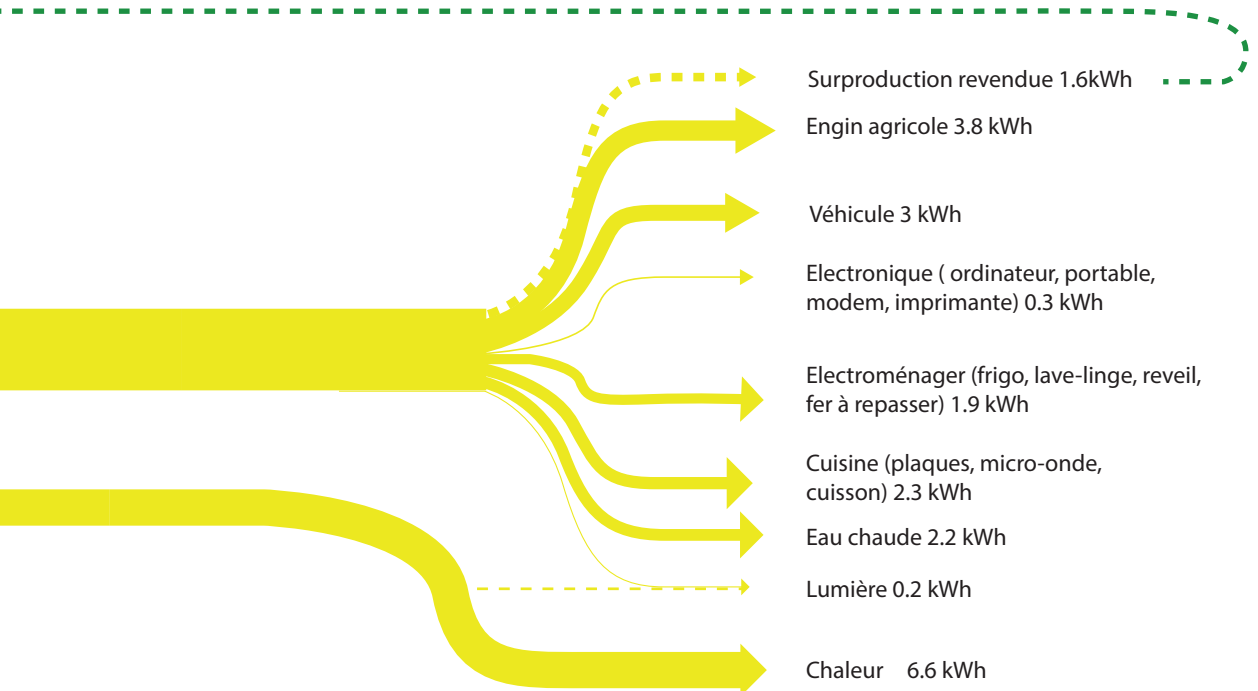 Surproduction revendue 1.6kWh
Engin agricole 3.8 kWh
Véhicule 3 kWh
Electronique ( ordinateur, portable,
modem, imprimante) 0.3 kWh
Electroménager (frigo, lave-linge, reveil,
fer à repasser) 1.9 kWh
Cuisine (plaques, micro-onde,
cuisson) 2.3 kWh
Eau chaude 2.2 kWh
Lumière 0.2 kWh
Chaleur 6.6 kWh